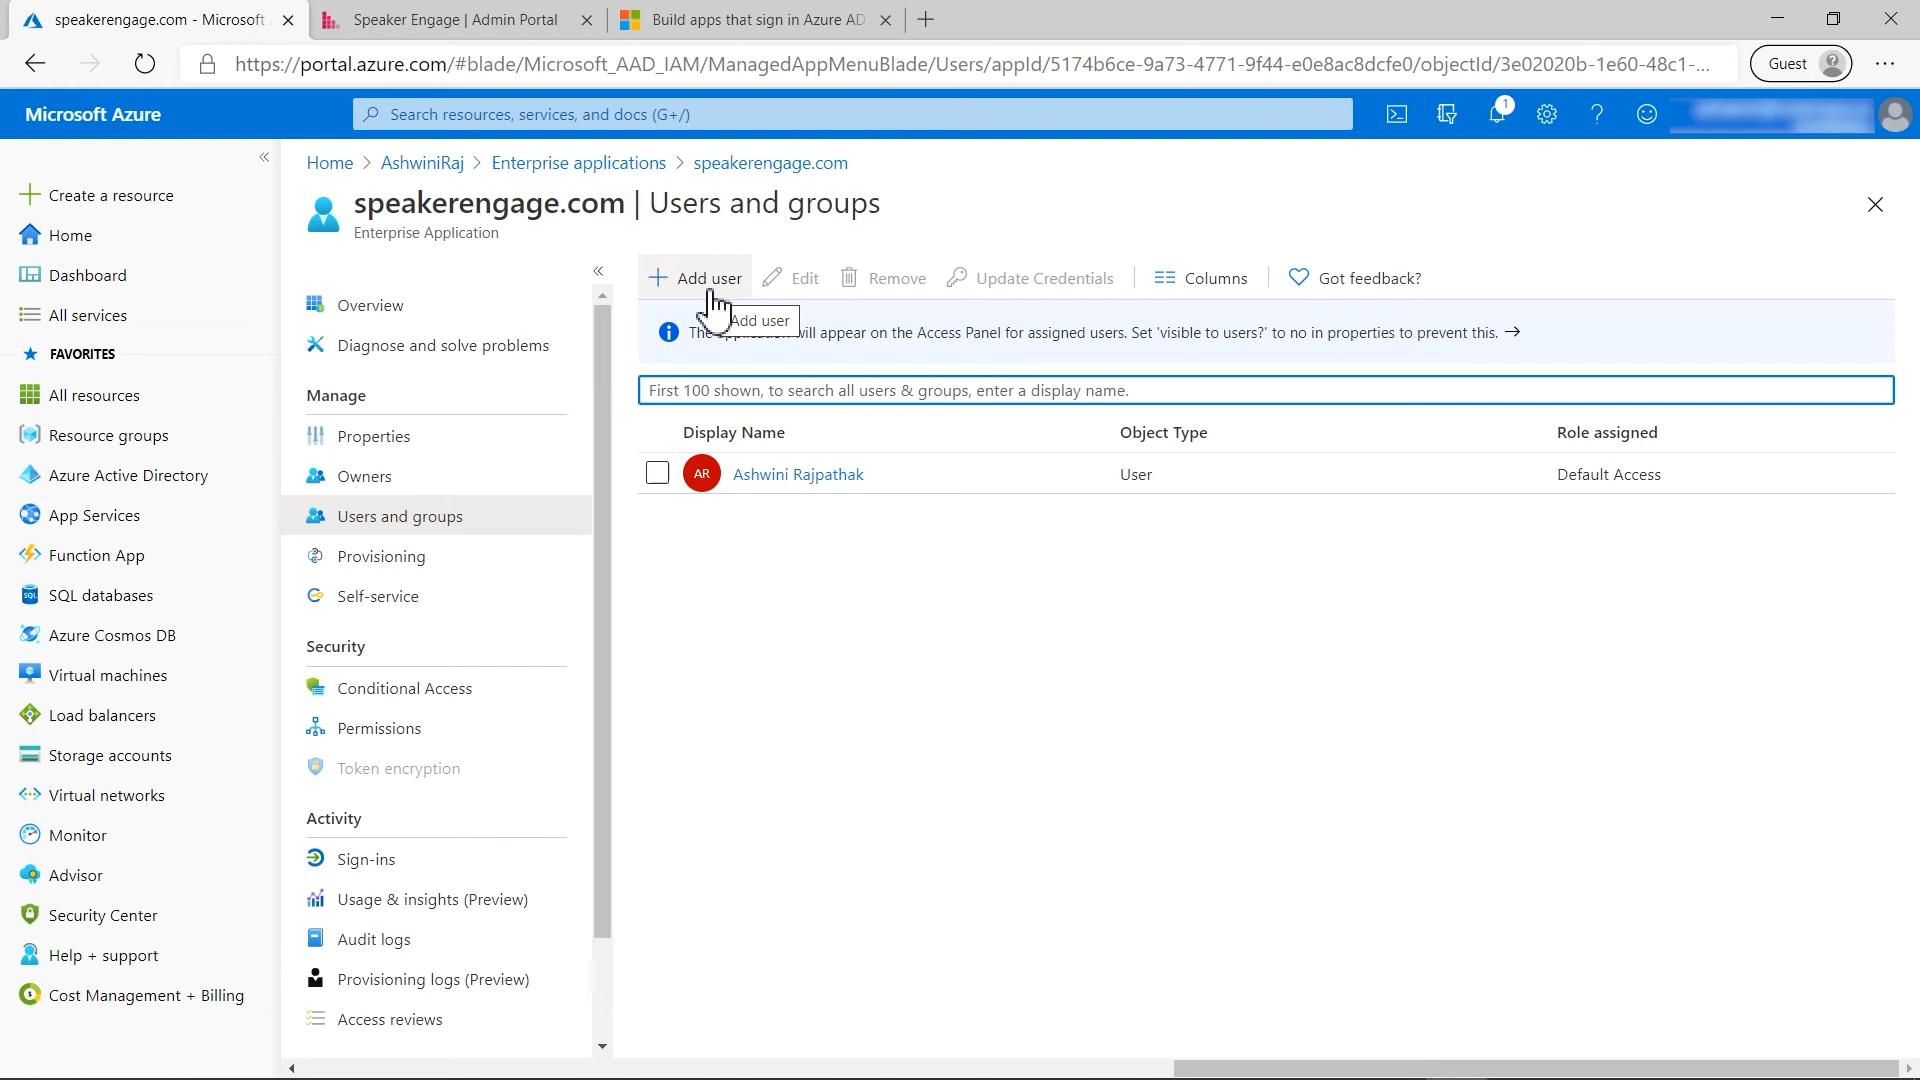 speakerengage.com - Microsoft
Speaker Engage | Admin Portal
Build apps that sign in Azure AD
https://portal.azure.com/#blade/Microsoft_AAD_IAM/ManagedAppMenuBlade/Users/appId/5174b6ce-9a73-4771-9f44-e0e8ac8dcfe0/objectId/3e02020b-1e60-48c1-...
Guest
Microsoft Azure
Search resources, services, and docs (G+/)
1
Home > AshwiniRaj > Enterprise applications > speakerengage.com
speakerengage.com | Users and groups
Enterprise Application
Create a resource
Home
Dashboard
All services
FAVORITES
All resources
Resource groups
Azure Active Directory
App Services
Function App
SQL databases
Azure Cosmos DB
Virtual machines
Load balancers
Storage accounts
Virtual networks
Monitor
Advisor
Security Center
Help + support
Cost Management + Billing
Overview
Diagnose and solve problems
Manage
Properties
Owners
Users and groups
Provisioning
Self-service
Security
Conditional Access
Permissions
Token encryption
Activity
Sign-ins
Usage & insights (Preview)
Audit logs
Provisioning logs (Preview)
Access reviews
Add user
Edit
Remove
Update Credentials
Columns
Got feedback?
Add user
will appear on the Access Panel for assigned users. Set 'visible to users?' to no in properties to prevent this. →
First 100 shown, to search all users & groups, enter a display name.
Display Name Object Type Role assigned
AR Ashwini Rajpathak User Default Access